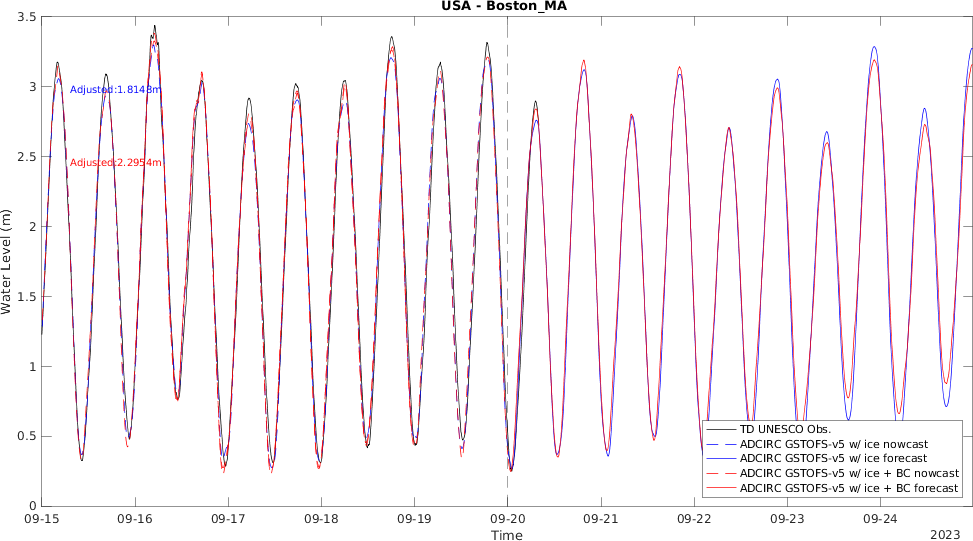 USA - Boston_MA
3.5
3
2.5
2
1.5
1
0.5
0
Water Level (m)
Adjusted:1.8143m
Adjusted:2.2954m
TD UNESCO Obs.
ADCIRC GSTOFS-v5 w/ ice nowcast
ADCIRC GSTOFS-v5 w/ ice forecast
ADCIRC GSTOFS-v5 w/ ice + BC nowcast
ADCIRC GSTOFS-v5 w/ ice + BC forecast
09-15 09-16 09-17 09-18 09-19 09-20 09-21 09-22 09-23 09-24
Time
2023